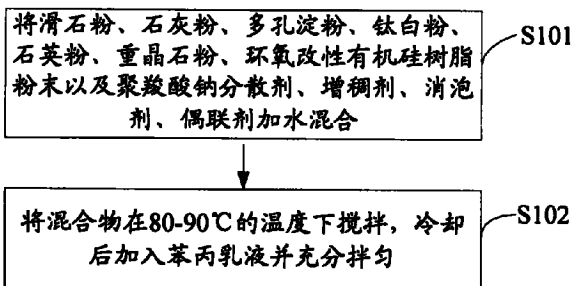 将滑石粉、石灰粉、多孔淀粉、钛白粉、
石英粉、重晶石粉、环氧改性有机硅树脂
粉末以及聚羧酸钠分散剂、增稠剂、消泡
剂、偶联剂加水混合
S101
将混合物在80-90℃的温度下搅拌，冷却
后加入苯丙乳液并充分拌匀
S102